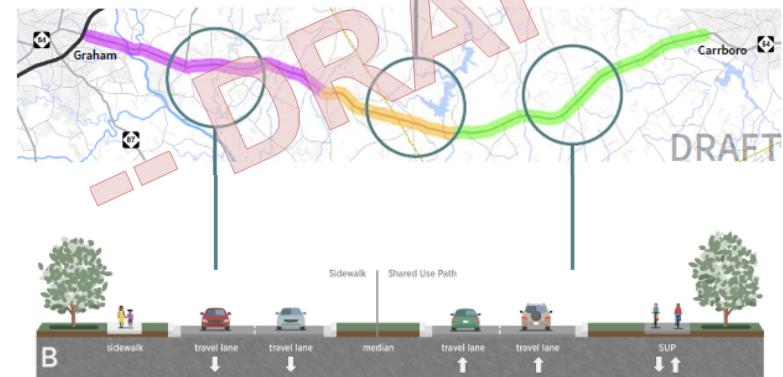 54
Graham
87
-- DRAF
Carrboro
54
DRAFT
Sidewalk | Shared Use Path
B
sidewalk
travel lane
travel lane
median
travel lane
travel lane
SUP